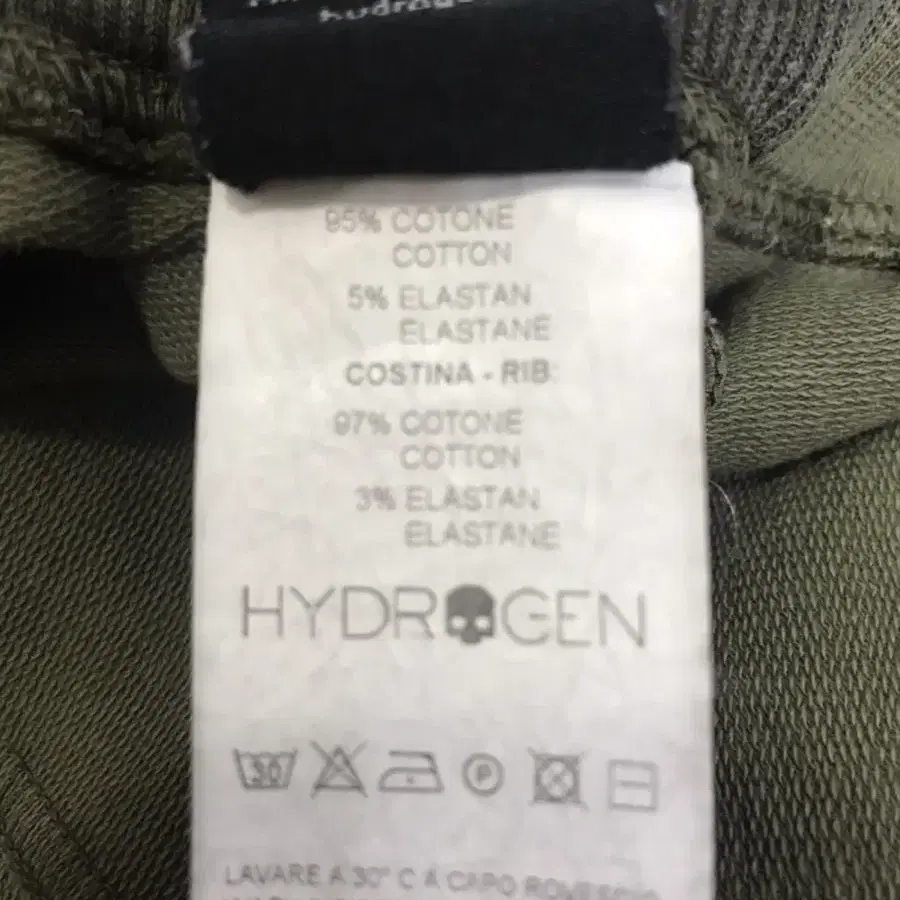 95% COTONE
COTTON
5% ELASTAN
ELASTANE
COSTINA - RIB:
97% COTONE
COTTON
3% ELASTAN
ELASTANE
HYDROGEN
30 P
LAVARE A 30° C A CAPO ROVESCIO